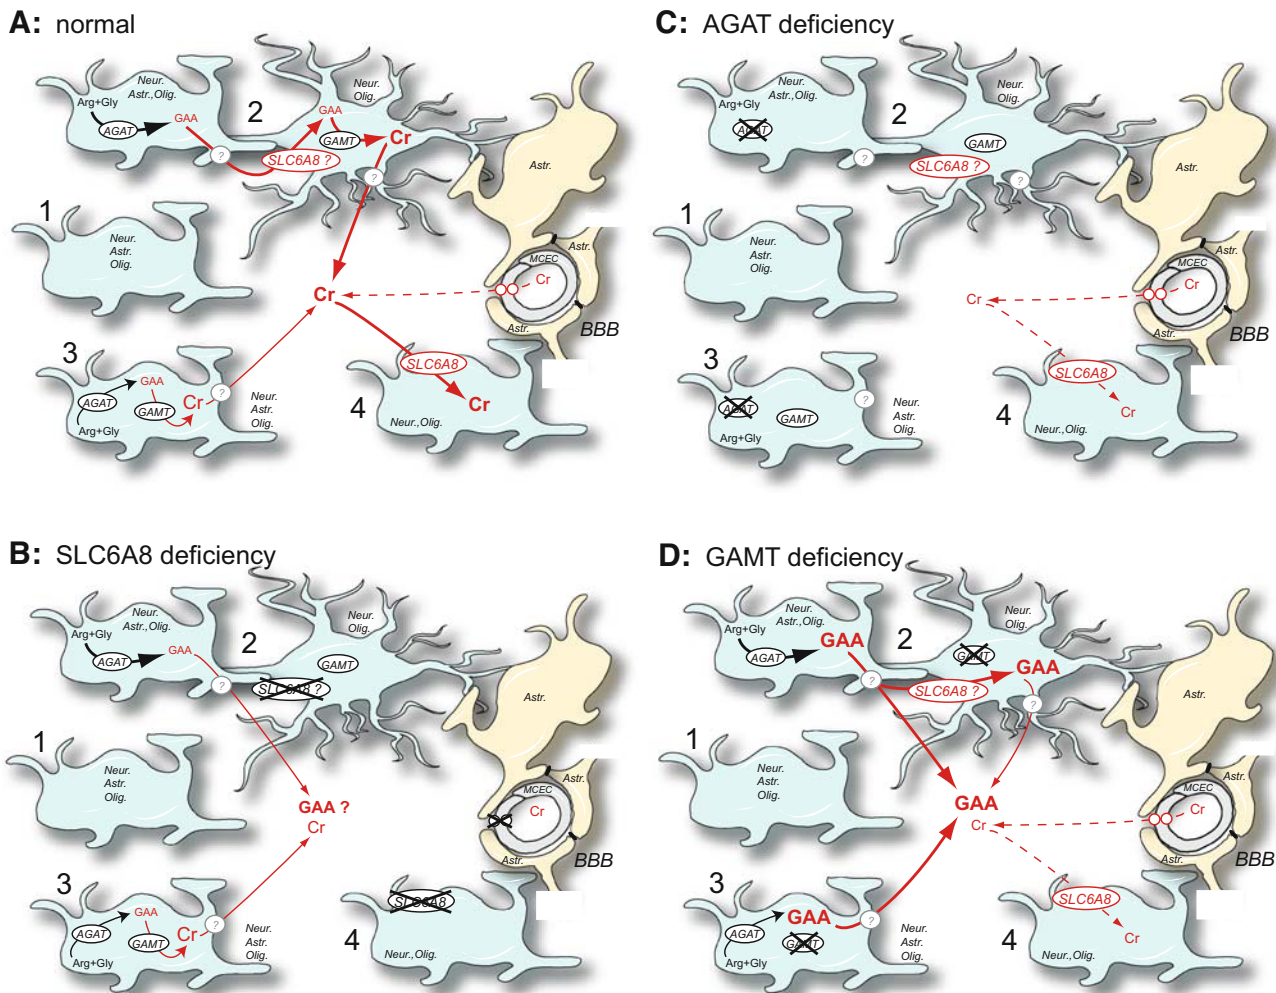 A: normal
Neur.
Astr.,Olig.
2
Arg+Gly
AGAT
GAA
?
SLC6A8 ?
GAA
GAMT
Cr
?
Neur.
Olig.
Astr.
1
Neur.
Astr.
Olig.
Cr
MCEC
Cr
Astr.
Astr.
BBB
3
GAA
AGAT
GAMT
Cr
?
Arg+Gly
Neur.
Astr.
Olig.
4
SLC6A8
Cr
Neur.,Olig.
C: AGAT deficiency
Neur.
Astr.,Olig.
2
Arg+Gly
AGAT
?
SLC6A8 ?
GAMT
?
Neur.
Olig.
Astr.
1
Neur.
Astr.
Olig.
Cr
MCEC
Cr
Astr.
Astr.
BBB
3
AGAT
GAMT
?
Arg+Gly
Neur.
Astr.
Olig.
4
SLC6A8
Cr
Neur.,Olig.
B: SLC6A8 deficiency
Neur.
Astr.,Olig.
2
Arg+Gly
AGAT
GAA
?
SLC6A8 ?
GAMT
Neur.
Olig.
Astr.
1
Neur.
Astr.
Olig.
GAA ?
Cr
MCEC
Cr
Astr.
Astr.
BBB
3
GAA
AGAT
GAMT
Cr
?
Arg+Gly
Neur.
Astr.
Olig.
4
SLC6A8
Neur.,Olig.
D: GAMT deficiency
Neur.
Astr.,Olig.
2
Arg+Gly
AGAT
GAA
?
SLC6A8 ?
GAMT
GAA
?
Neur.
Olig.
Astr.
1
Neur.
Astr.
Olig.
GAA
Cr
MCEC
Cr
Astr.
Astr.
BBB
3
GAA
AGAT
GAMT
?
Arg+Gly
Neur.
Astr.
Olig.
4
SLC6A8
Cr
Neur.,Olig.